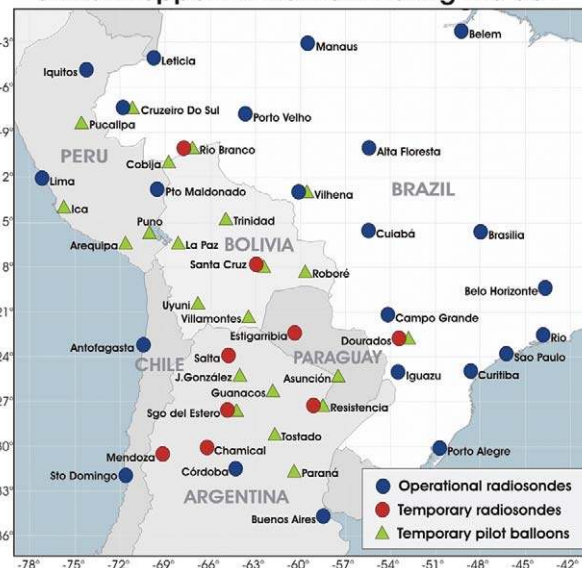 -3°
Belem
Manaus
Leticia
Iquitos
-6°
Cruzeiro Do Sul
Porto Velho
Pucallpa
-9°
Rio Branco
Alta Floresta
Cobija
PERU
2°
Lima
Pto Maldonado
Vilhena
BRAZIL
Ica
5°
Puno
Trinidad
Cuiabá
Brasilia
Arequipa
La Paz
BOLIVIA
8°
Santa Cruz
Roboré
Belo Horizonte
21°
Uyuni
Villamontes
Campo Grande
Estigarribia
Dourados
Rio
24°
Antofagasta
CHILE
Salta
PARAGUAY
Sao Paulo
J.González
Asunción
Iguazu
Curitiba
27°
Guanacos
Sgo del Estero
Resistencia
Tostado
30°
Mendoza
Chamical
Porto Alegre
Sto Domingo
Córdoba
Paraná
33°
ARGENTINA
Buenos Aires
36°
Operational radiosondes
Temporary radiosondes
Temporary pilot balloons
-78° -75° -72° -69° -66° -63° -60° -57° -54° -51° -48° -45° -42°